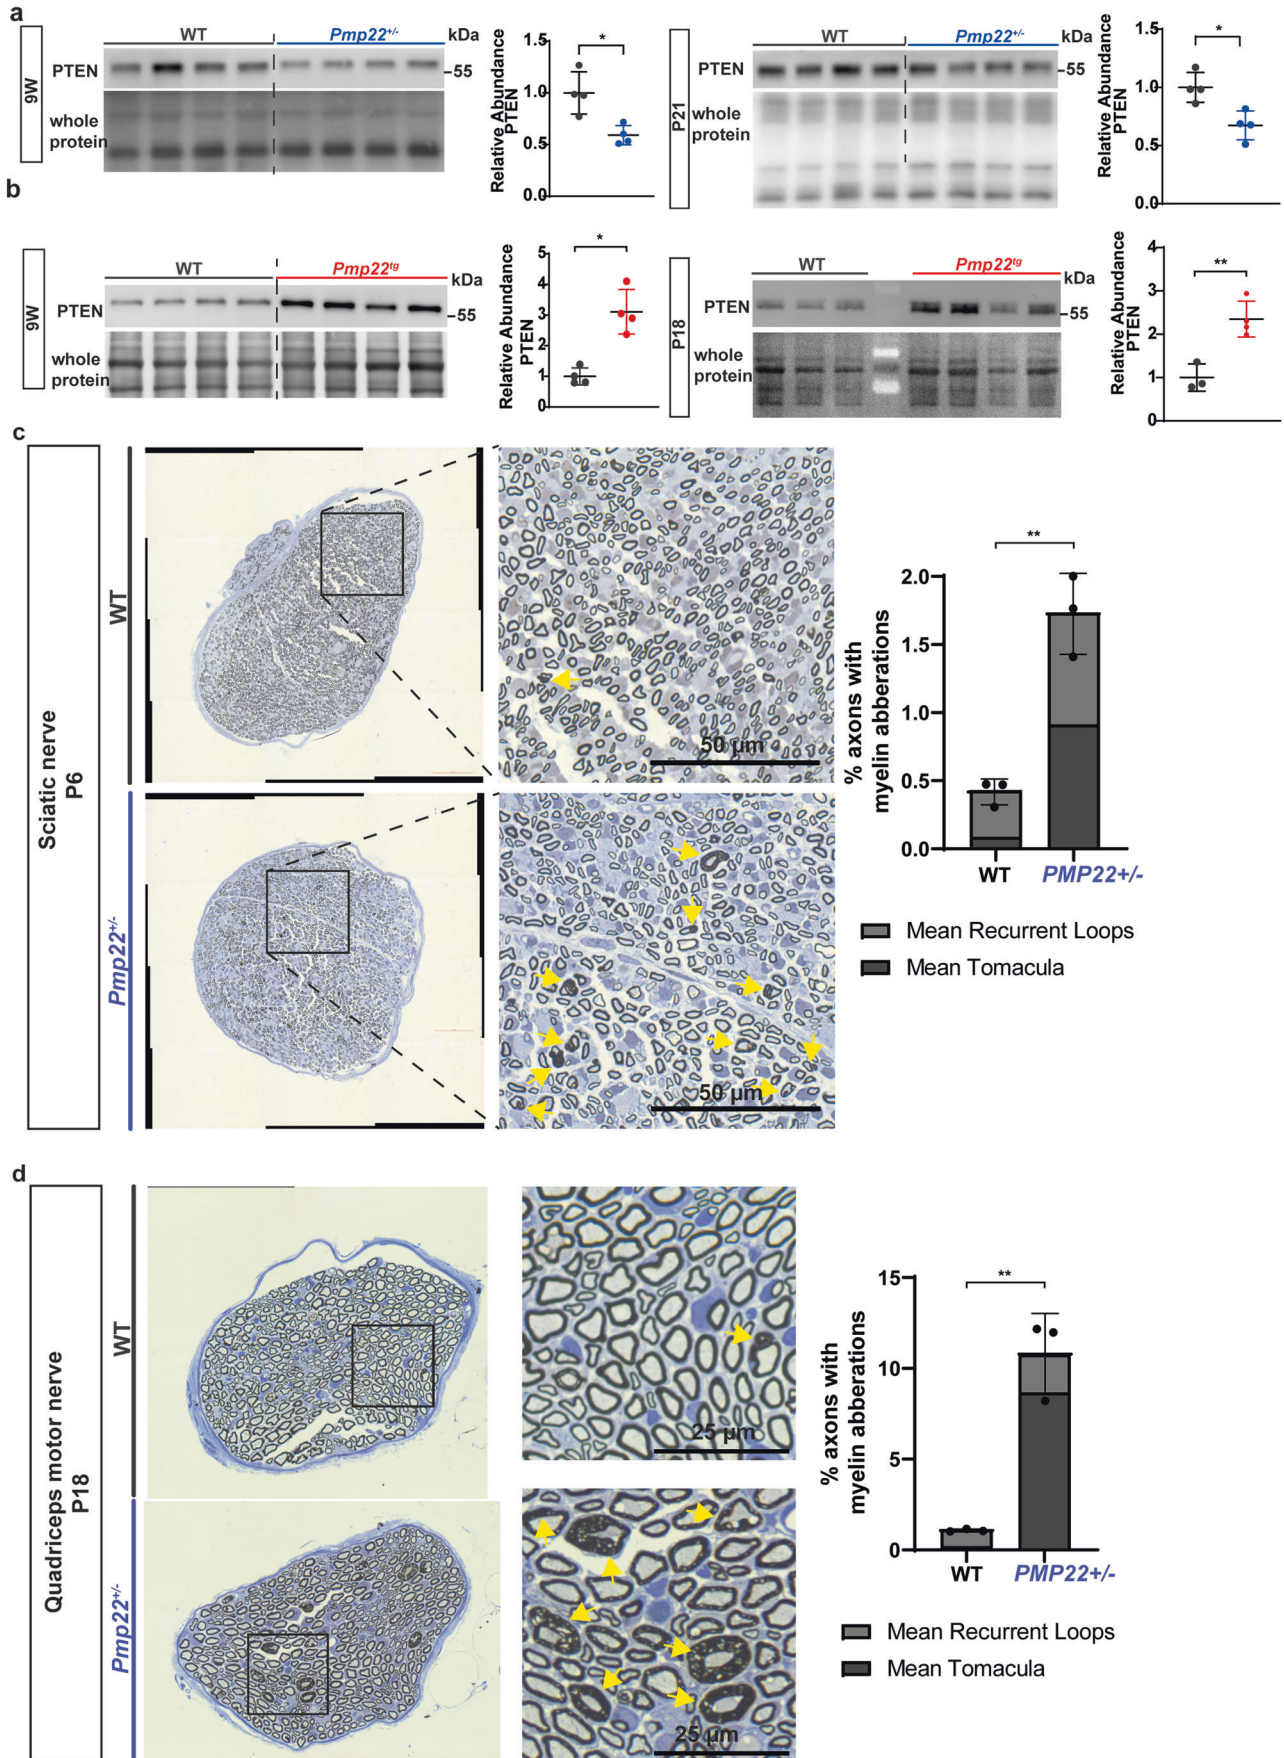 a
9W
WT
Pmp22+/-
kDa
PTEN
-55
whole
protein
Relative Abundance
PTEN
1.5
1.0
0.5
0.0
*
P21
WT
Pmp22+/-
kDa
PTEN
-55
whole
protein
Relative Abundance
PTEN
1.5
1.0
0.5
0.0
*
b
9W
WT
Pmp22tg
kDa
PTEN
-55
whole
protein
Relative Abundance
PTEN
5
4
3
2
1
0
*
P18
WT
Pmp22tg
kDa
PTEN
-55
whole
protein
Relative Abundance
PTEN
4
3
2
1
0
**
c
Sciatic nerve
P6
WT
50 µm
Pmp22+/-
50 µm
% axons with
myelin abberations
2.0
1.5
1.0
0.5
0.0
**
WT
PMP22+/-
Mean Recurrent Loops
Mean Tomacula
d
Quadriceps motor nerve
P18
WT
25 µm
Pmp22+/-
25 µm
% axons with
myelin abberations
15
10
5
0
**
WT
PMP22+/-
Mean Recurrent Loops
Mean Tomacula